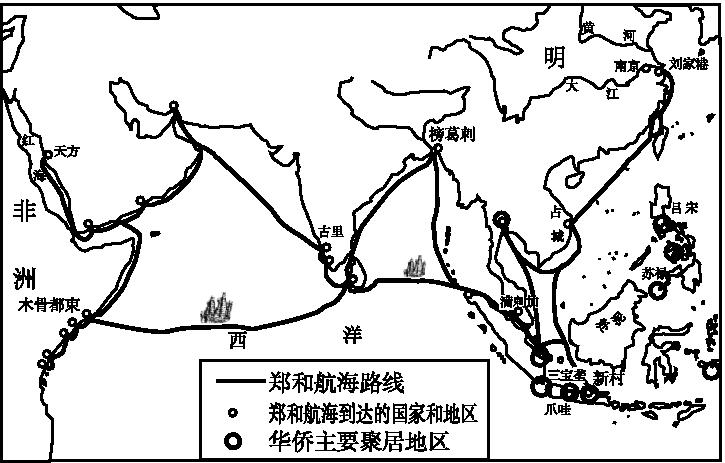 黄
河
明
南京
刘家港
大
江
红
海
天方
榜葛剌
非
洲
古里
占
城
吕宋
苏禄
木骨都束
满剌加
西
洋
三宝垄
新村
爪哇
郑和航海路线
郑和航海到达的国家和地区
华侨主要聚居地区